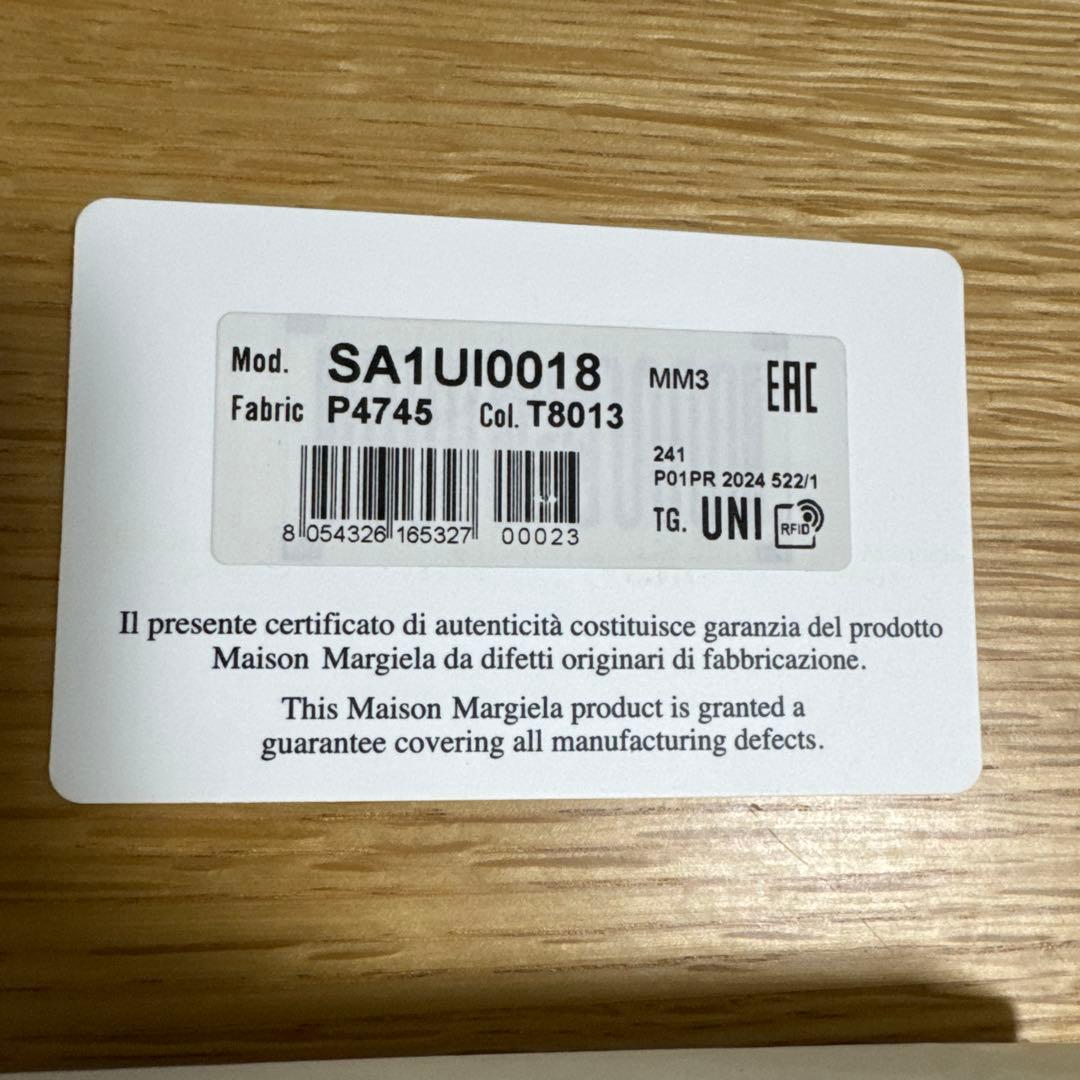 Mod. SA1UI0018 MM3 EAC
Fabric P4745 Col. T8013
241
P01PR 2024 522/1
TG. UNI RFID
8 054326 165327 00023
Il presente certificato di autenticità costituisce garanzia del prodotto
Maison Margiela da difetti originari di fabbricazione.
This Maison Margiela product is granted a
guarantee covering all manufacturing defects.